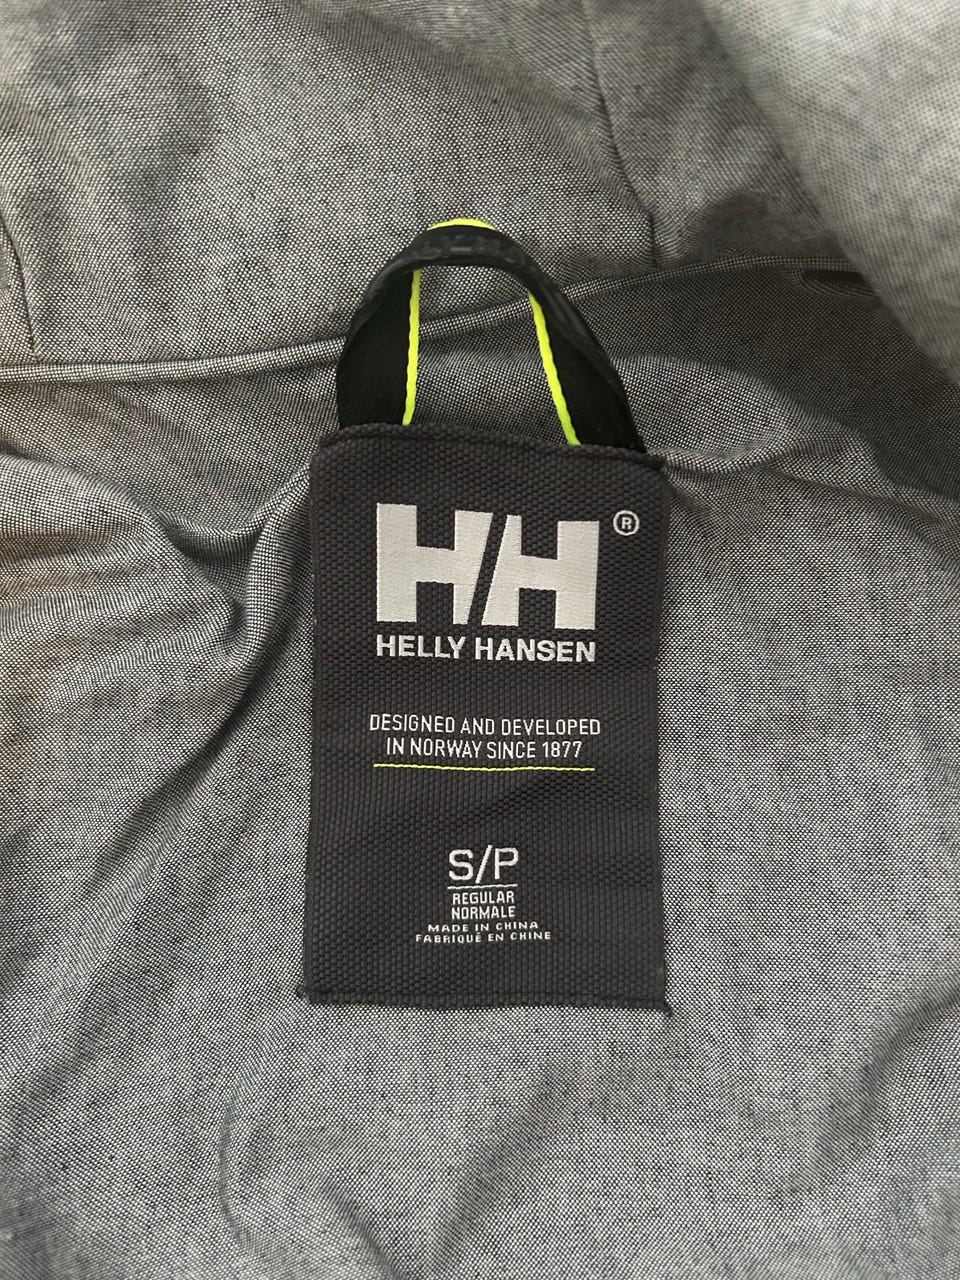 HH®
HELLY HANSEN
DESIGNED AND DEVELOPED
IN NORWAY SINCE 1877
S/P
REGULAR
NORMALE
MADE IN CHINA
FABRIQUÉ EN CHINE